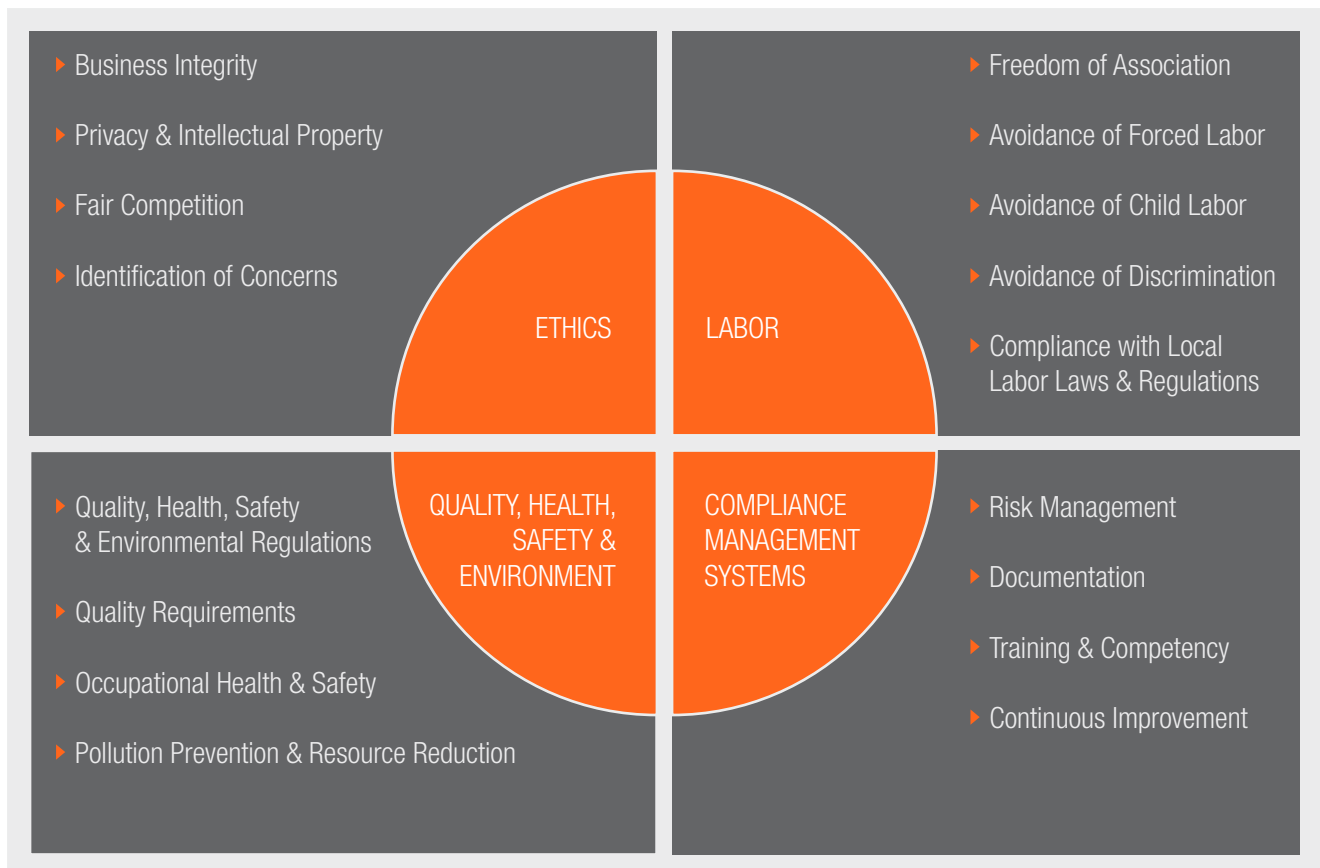 Business Integrity
Privacy & Intellectual Property
Fair Competition
Identification of Concerns
ETHICS
LABOR
Freedom of Association
Avoidance of Forced Labor
Avoidance of Child Labor
Avoidance of Discrimination
Compliance with Local
Labor Laws & Regulations
Quality, Health, Safety
& Environmental Regulations
Quality Requirements
Occupational Health & Safety
Pollution Prevention & Resource Reduction
QUALITY, HEALTH,
SAFETY &
ENVIRONMENT
COMPLIANCE
MANAGEMENT
SYSTEMS
Risk Management
Documentation
Training & Competency
Continuous Improvement